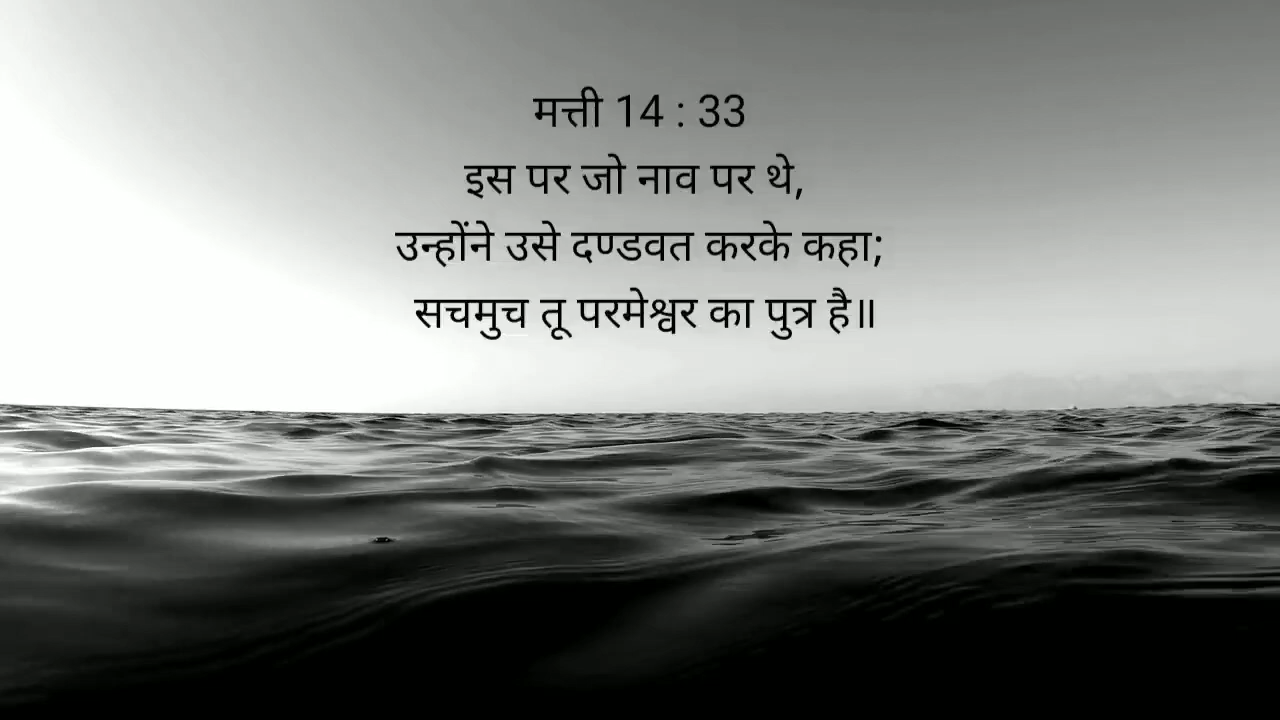 मत्ती 14 : 33
इस पर जो नाव पर थे,
उन्होंने उसे दण्डवत करके कहा;
सचमुच तू परमेश्वर का पुत्र है॥